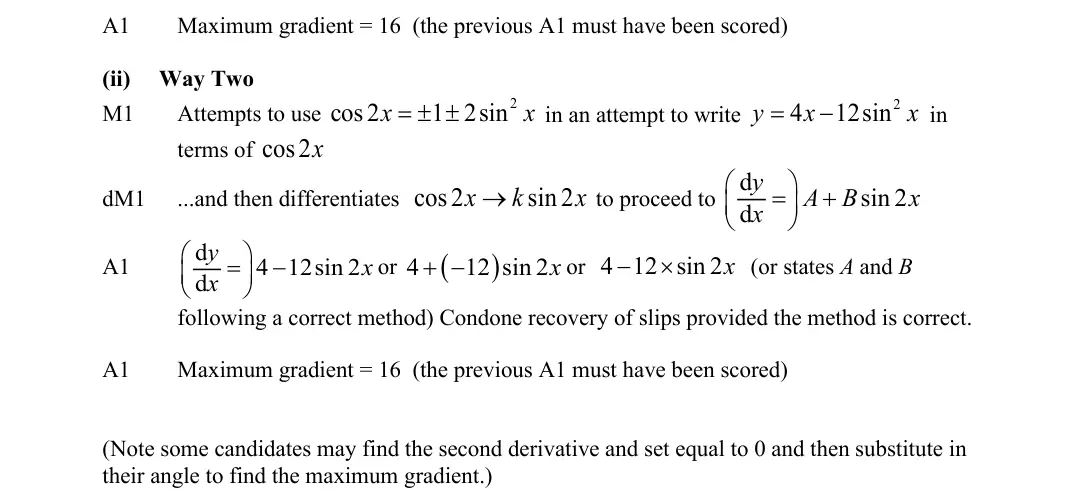 A1 Maximum gradient = 16 (the previous A1 must have been scored)
(ii) Way Two
M1 Attempts to use cos 2x = ±1 ± 2 sin² x in an attempt to write y = 4x − 12 sin² x in
terms of cos 2x
dM1 ...and then differentiates cos 2x → k sin 2x to proceed to (dy/dx =) A + B sin 2x
A1 (dy/dx =) 4 − 12 sin 2x or 4 + (−12) sin 2x or 4 − 12 × sin 2x (or states A and B
following a correct method) Condone recovery of slips provided the method is correct.
A1 Maximum gradient = 16 (the previous A1 must have been scored)
(Note some candidates may find the second derivative and set equal to 0 and then substitute in
their angle to find the maximum gradient.)